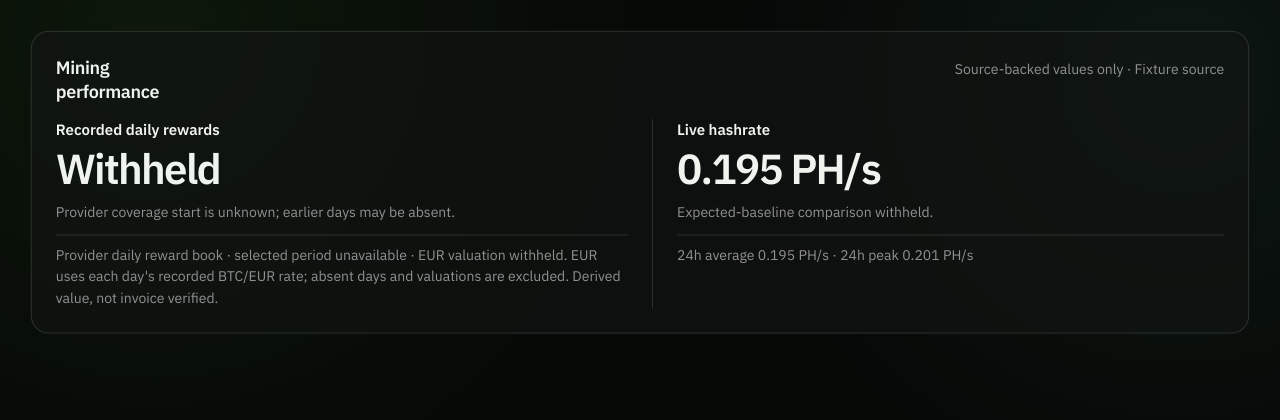 Mining
performance
Source-backed values only · Fixture source
Recorded daily rewards
Withheld
Provider coverage start is unknown; earlier days may be absent.
Provider daily reward book · selected period unavailable · EUR valuation withheld. EUR
uses each day's recorded BTC/EUR rate; absent days and valuations are excluded. Derived
value, not invoice verified.
Live hashrate
0.195 PH/s
Expected-baseline comparison withheld.
24h average 0.195 PH/s · 24h peak 0.201 PH/s